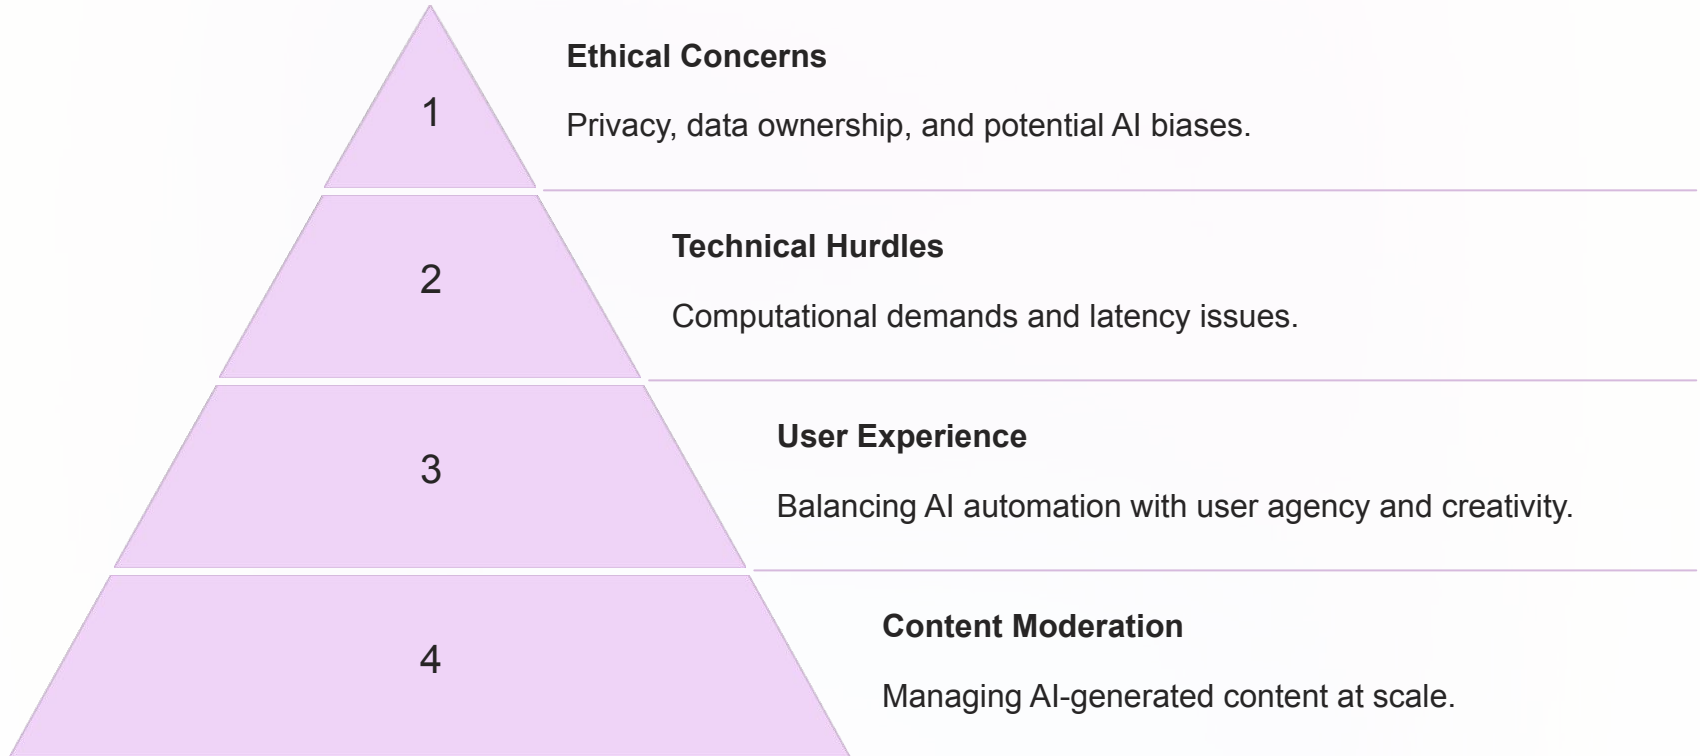 1
Ethical Concerns
Privacy, data ownership, and potential AI biases.
2
Technical Hurdles
Computational demands and latency issues.
3
User Experience
Balancing AI automation with user agency and creativity.
4
Content Moderation
Managing AI-generated content at scale.